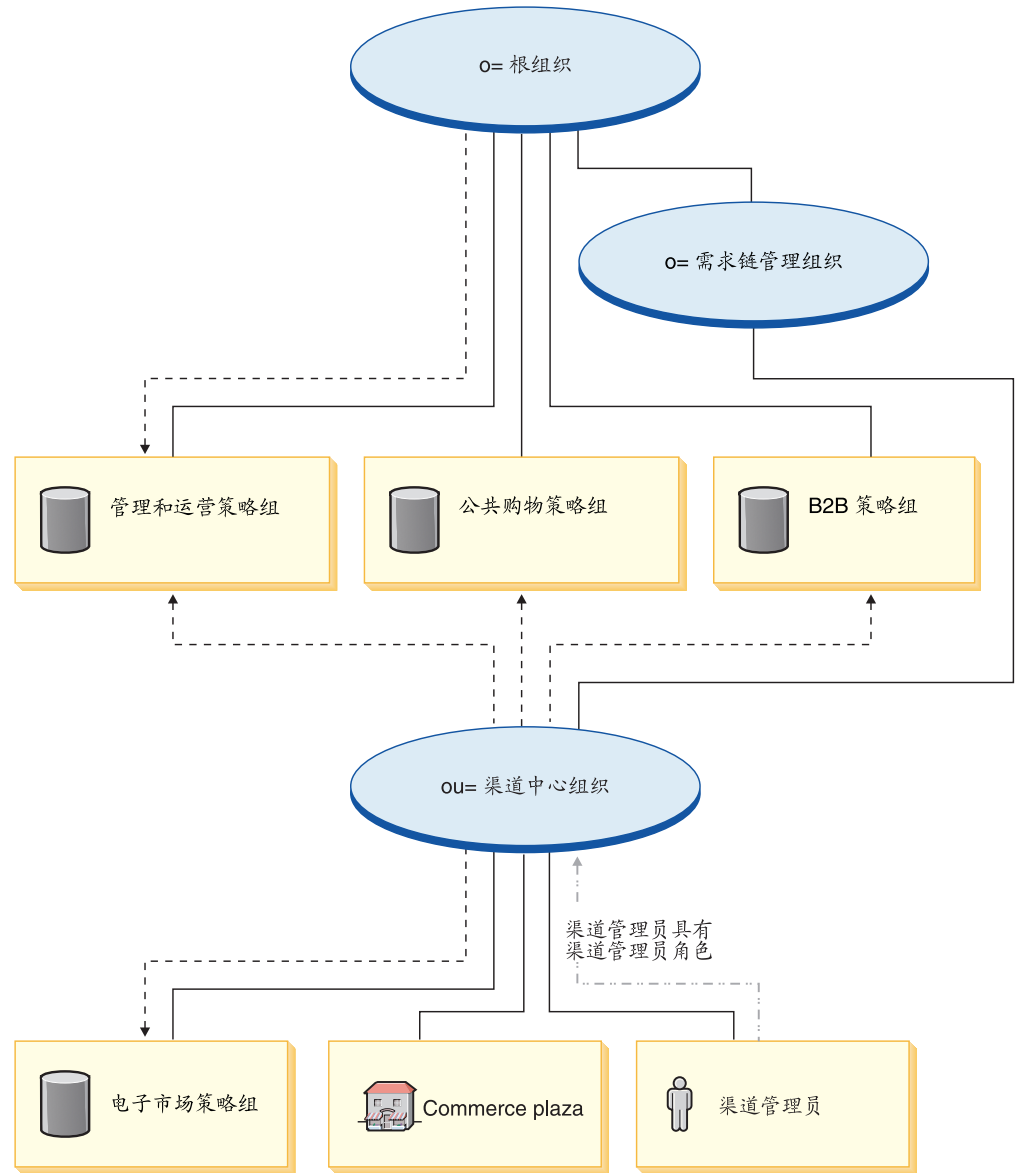 o= 根组织
o= 需求链管理组织
管理和运营策略组
公共购物策略组
B2B 策略组
ou= 渠道中心组织
渠道管理员具有
渠道管理员角色
电子市场策略组
Commerce plaza
渠道管理员